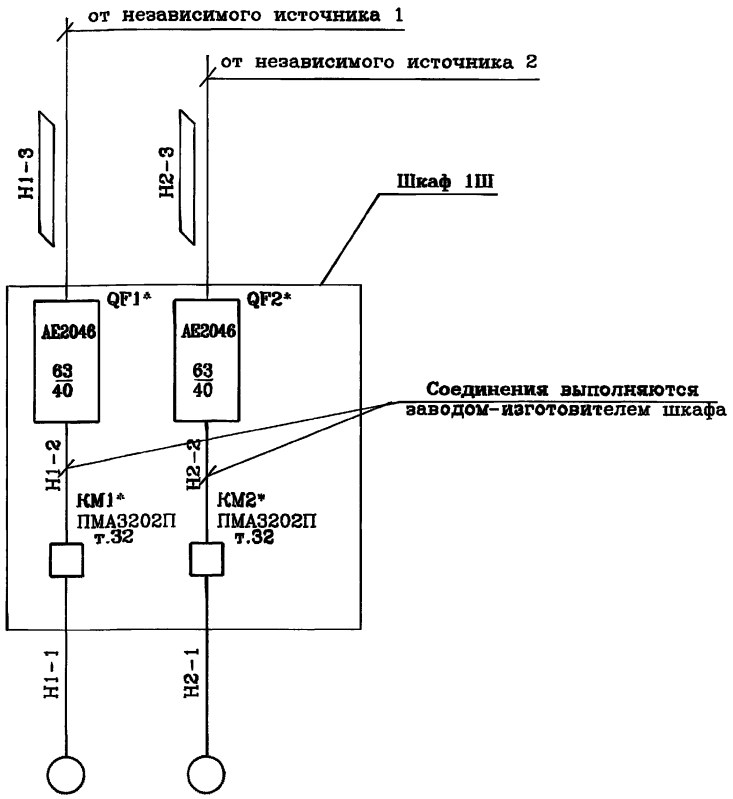 от независимого источника 1
от независимого источника 2
Н1-3
Н2-3
Шкаф 1Ш
QF1*
QF2*
АЕ2046
АЕ2046
63
40
63
40
Соединения выполняются
заводом-изготовителем шкафа
Н1-2
Н2-2
КМ1*
ПМА3202П
т.32
КМ2*
ПМА3202П
т.32
Н1-1
Н2-1